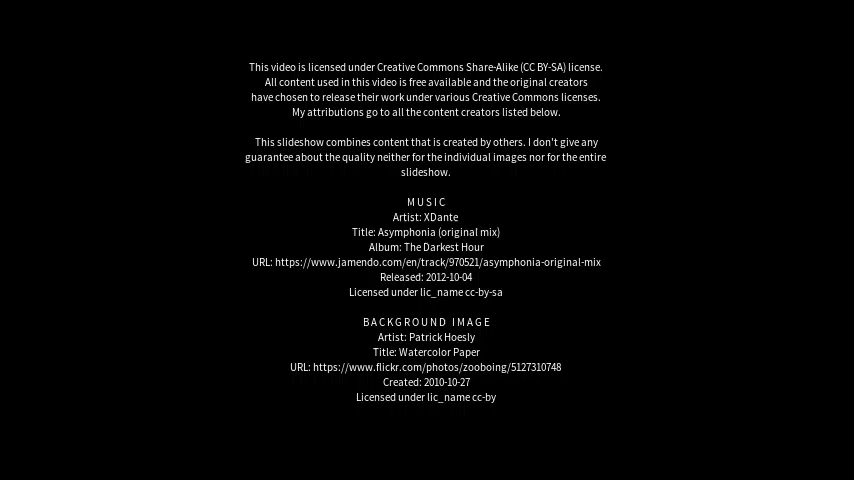 This video is licensed under Creative Commons Share-Alike (CC BY-SA) license.
All content used in this video is free available and the original creators
have chosen to release their work under various Creative Commons licenses.
My attributions go to all the content creators listed below.
This slideshow combines content that is created by others. I don't give any
guarantee about the quality neither for the individual images nor for the entire
slideshow.
MUSIC
Artist: XDante
Title: Asymphonia (original mix)
Album: The Darkest Hour
URL: https://www.jamendo.com/en/track/970521/asymphonia-original-mix
Released: 2012-10-04
Licensed under lic_name cc-by-sa
BACKGROUND IMAGE
Artist: Patrick Hoesly
Title: Watercolor Paper
URL: https://www.flickr.com/photos/zooboing/5127310748
Created: 2010-10-27
Licensed under lic_name cc-by